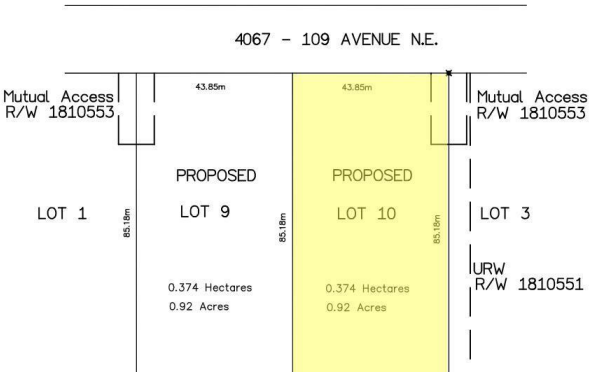 4067 - 109 AVENUE N.E.
43.85m
43.85m
Mutual Access
R/W 1810553
Mutual Access
R/W 1810553
PROPOSED
PROPOSED
LOT 1
85.18m
LOT 9
85.18m
LOT 10
85.18m
LOT 3
URW
R/W 1810551
0.374 Hectares
0.92 Acres
0.374 Hectares
0.92 Acres